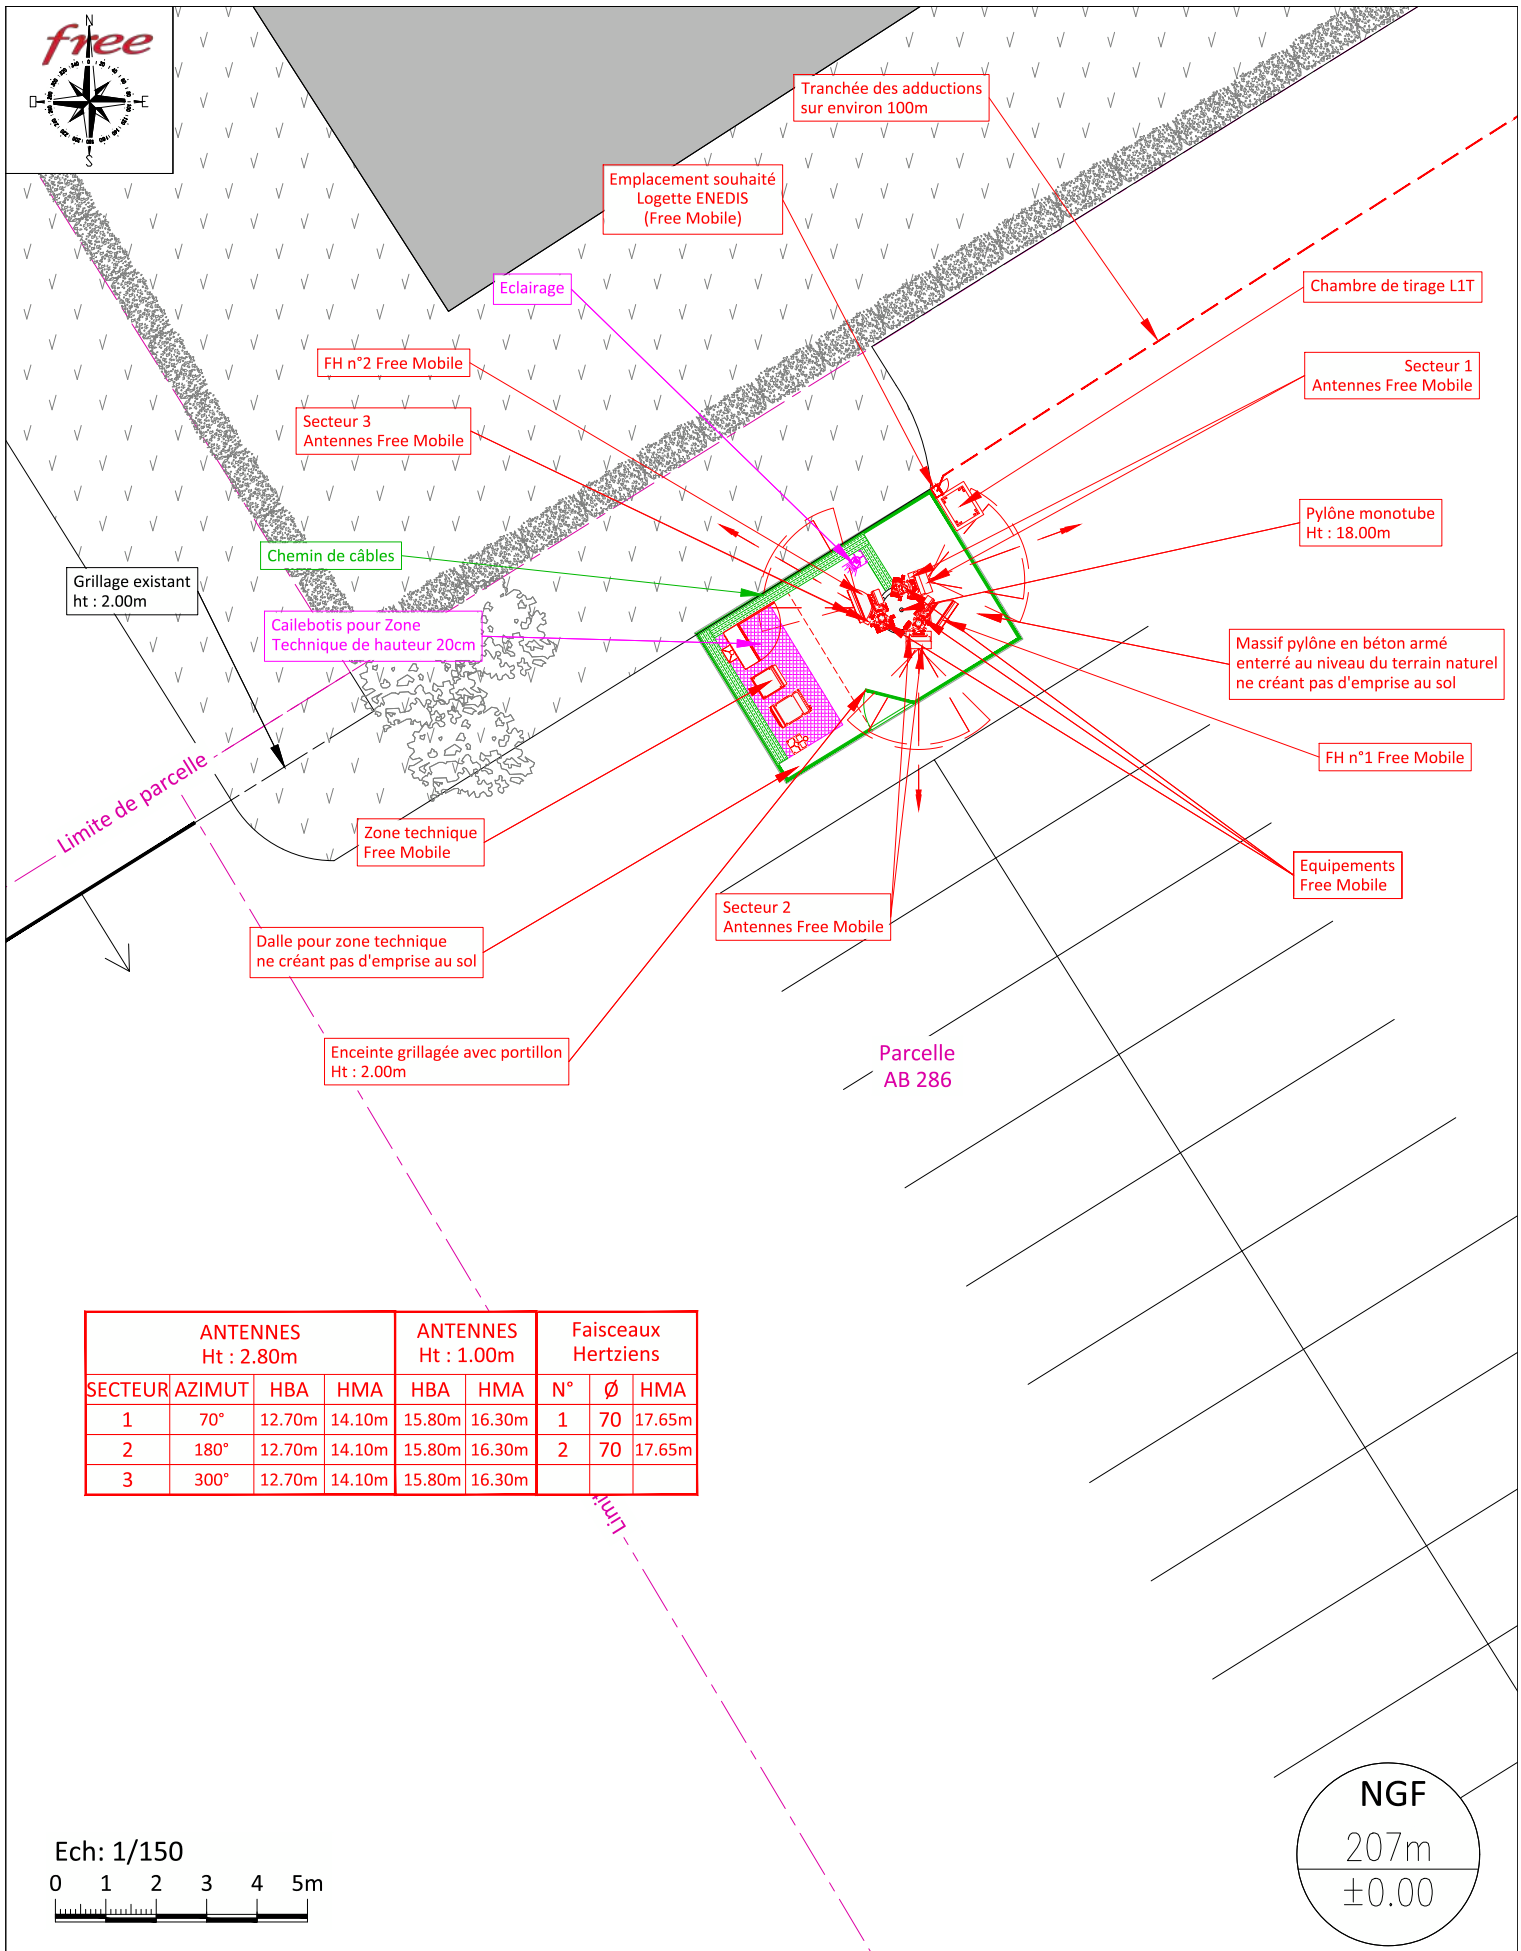 free
N
E
S
Tranchée des adductions
sur environ 100m
Emplacement souhaité
Logette ENEDIS
(Free Mobile)
Eclairage
Chambre de tirage L1T
FH n°2 Free Mobile
Secteur 1
Antennes Free Mobile
Secteur 3
Antennes Free Mobile
Pylône monotube
Ht : 18.00m
Chemin de câbles
Grillage existant
ht : 2.00m
Cailebotis pour Zone
Technique de hauteur 20cm
Massif pylône en béton armé
enterré au niveau du terrain naturel
ne créant pas d'emprise au sol
FH n°1 Free Mobile
Limite de parcelle
Zone technique
Free Mobile
Equipements
Free Mobile
Secteur 2
Antennes Free Mobile
Dalle pour zone technique
ne créant pas d'emprise au sol
Enceinte grillagée avec portillon
Ht : 2.00m
Parcelle
AB 286
ANTENNES
Ht : 2.80m
ANTENNES
Ht : 1.00m
Faisceaux
Hertziens
SECTEUR AZIMUT HBA HMA HBA HMA N° Ø HMA
1 70° 12.70m 14.10m 15.80m 16.30m 1 70 17.65m
2 180° 12.70m 14.10m 15.80m 16.30m 2 70 17.65m
3 300° 12.70m 14.10m 15.80m 16.30m
Limit
Ech: 1/150
0 1 2 3 4 5m
NGF
207m
±0.00